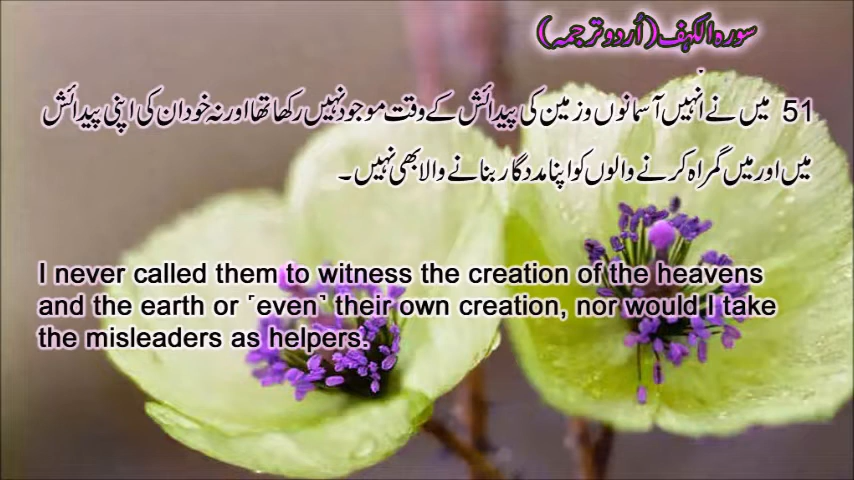 سورہ الکہف (اُردو ترجمہ)
51 میں نے انہیں آسمانوں و زمین کی پیدائش کے وقت موجود نہیں رکھا تھا اور نہ خود ان کی اپنی پیدائش
میں اور میں گمراہ کرنے والوں کو اپنا مددگار بنانے والا بھی نہیں۔
I never called them to witness the creation of the heavens
and the earth or ˹even˺ their own creation, nor would I take
the misleaders as helpers.